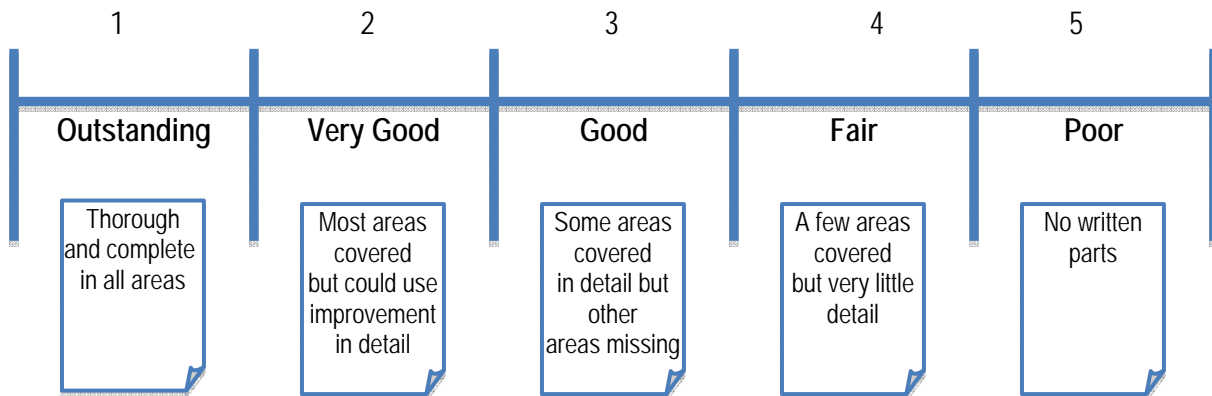 1 2 3 4 5
Outstanding Very Good Good Fair Poor
Thorough
and complete
in all areas
Most areas
covered
but could use
improvement
in detail
Some areas
covered
in detail but
other
areas missing
A few areas
covered
but very little
detail
No written
parts